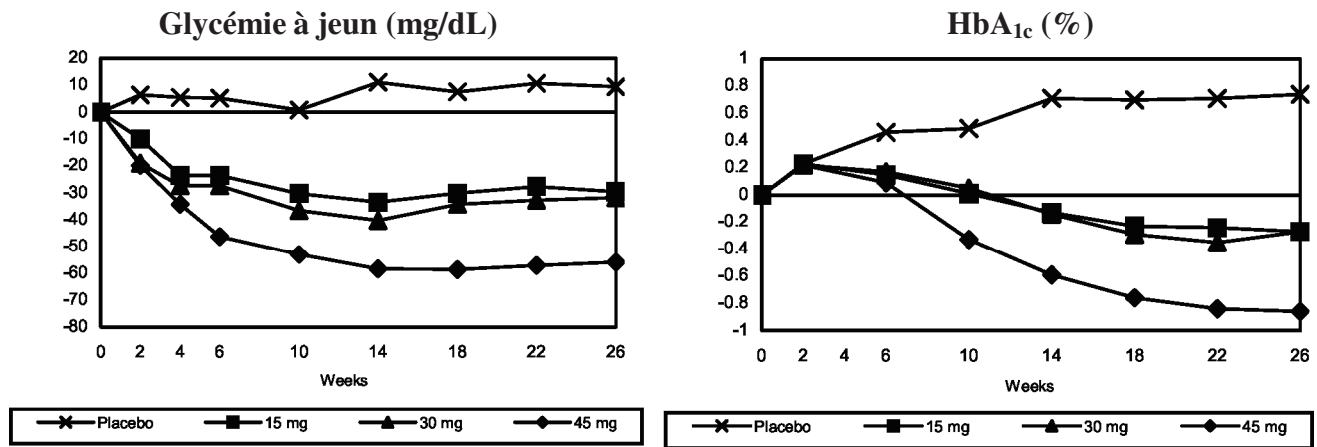 Glycémie à jeun (mg/dL)
20
10
0
-10
-20
-30
-40
-50
-60
-70
-80
0 2 4 6 10 14 18 22 26
Weeks
Placebo 15 mg 30 mg 45 mg
HbA1c (%)
1
0.8
0.6
0.4
0.2
0
-0.2
-0.4
-0.6
-0.8
-1
0 2 6 10 14 18 22 26
Weeks
Placebo 15 mg 30 mg 45 mg